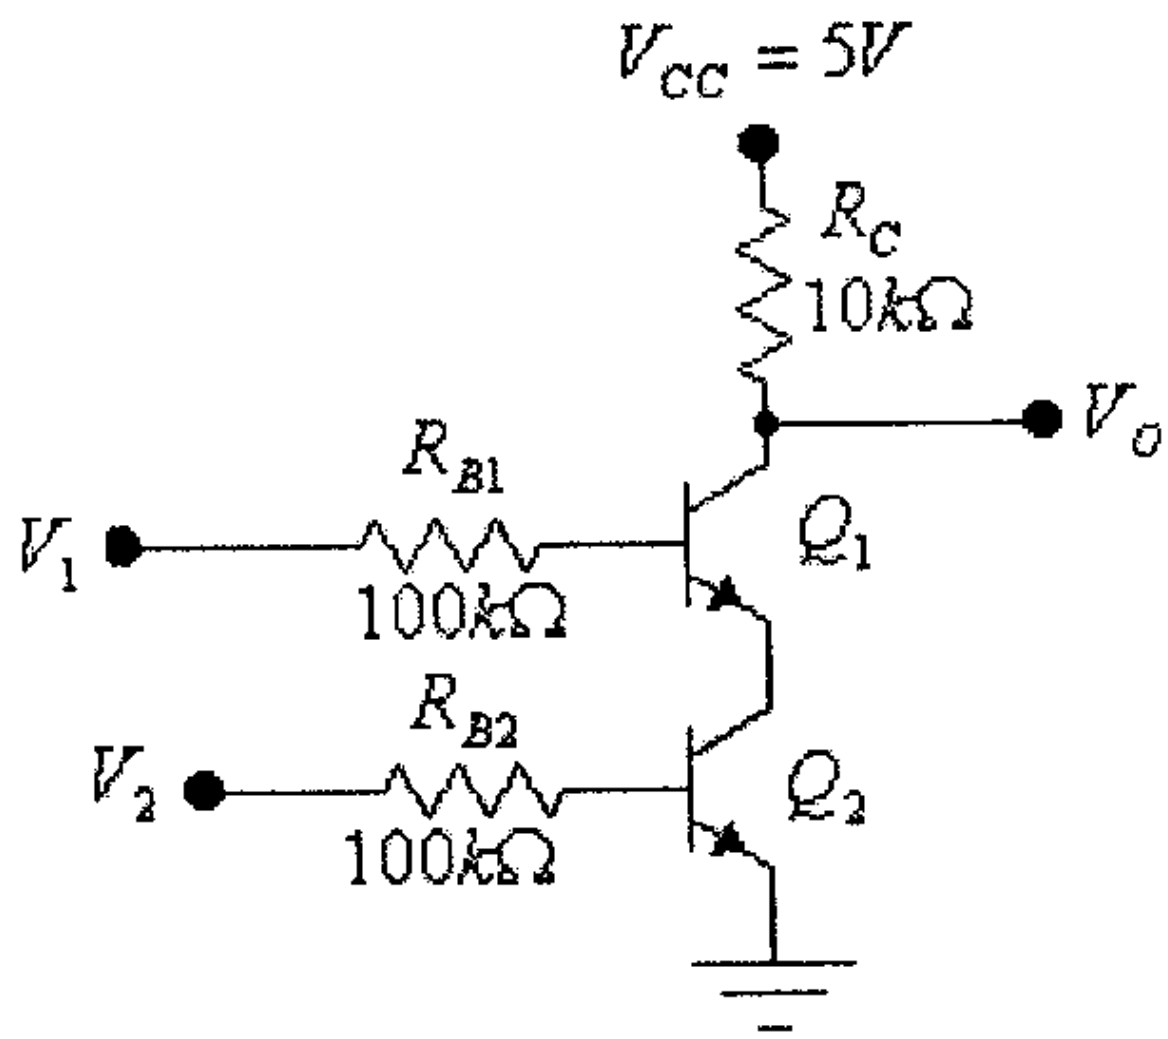 V_CC = 5V
R_C
10kΩ
V_O
R_B1
V_1
100kΩ
Q_1
R_B2
V_2
100kΩ
Q_2